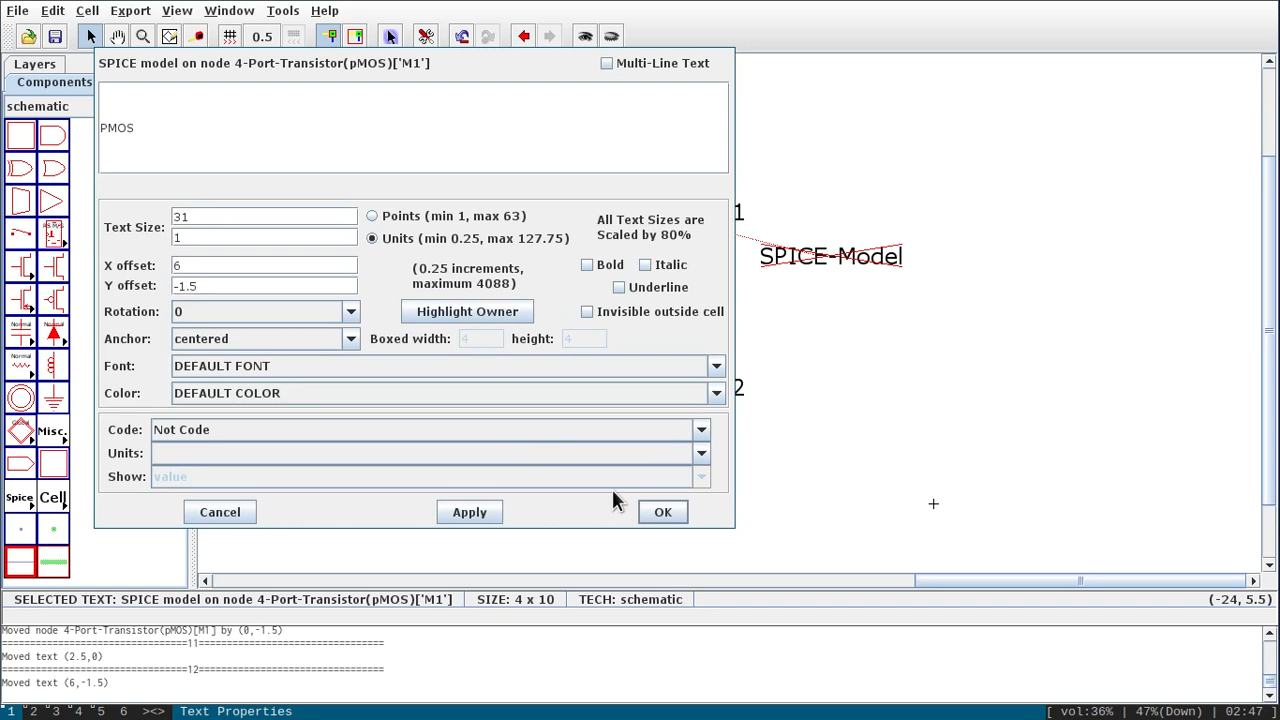 File Edit Cell Export View Window Tools Help
0.5
Layers
Components
schematic
SPICE model on node 4-Port-Transistor(pMOS)['M1']
Multi-Line Text
PMOS
Text Size:
31
1
Points (min 1, max 63)
Units (min 0.25, max 127.75)
All Text Sizes are
Scaled by 80%
X offset: 6
Y offset: -1.5
(0.25 increments,
maximum 4088)
Bold
Italic
Underline
Rotation: 0
Highlight Owner
Invisible outside cell
Anchor: centered
Boxed width: 4 height: 4
Font: DEFAULT FONT
Color: DEFAULT COLOR
Code: Not Code
Units:
Show: value
Cancel Apply OK
1
SPICE-Model
2
Normal
Normal
Normal
Misc.
Spice
Cell
SELECTED TEXT: SPICE model on node 4-Port-Transistor(pMOS)['M1'] SIZE: 4 x 10 TECH: schematic (-24, 5.5)
Moved node 4-Port-Transistor(pMOS)[M1] by (0,-1.5)
=================================11=================================
Moved text (2.5,0)
=================================12=================================
Moved text (6,-1.5)
1 2 3 4 5 6 ><> Text Properties [ vol:36% | 47%(Down) | 02:47